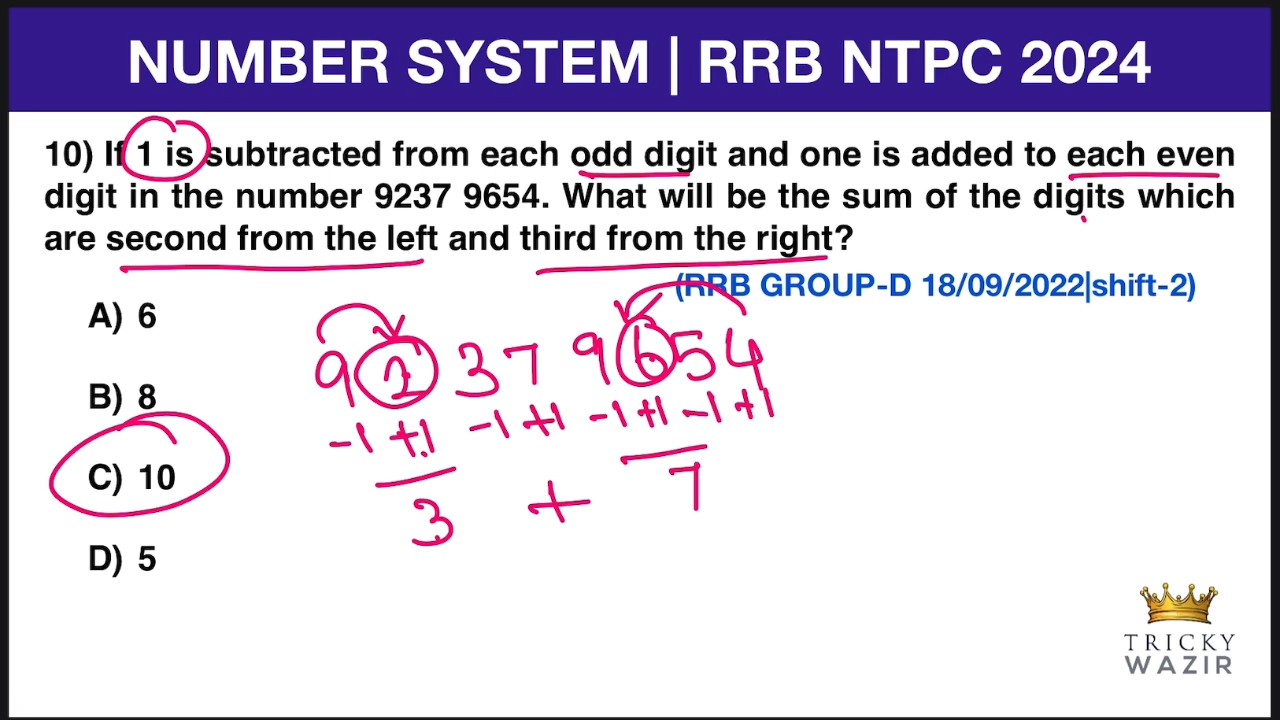 NUMBER SYSTEM | RRB NTPC 2024
10) If 1 is subtracted from each odd digit and one is added to each even
digit in the number 9237 9654. What will be the sum of the digits which
are second from the left and third from the right?
(RRB GROUP-D 18/09/2022|shift-2)
A) 6
9 2 3 7 9 6 5 4
B) 8
-1 +1 -1 +1 -1 +1 -1 +1
C) 10
3 + 7
D) 5
TRICKY
WAZIR